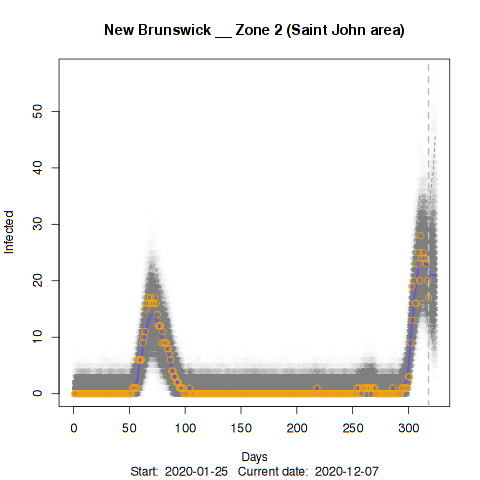 New Brunswick __ Zone 2 (Saint John area)
50
40
30
20
10
0
Infected
0 50 100 150 200 250 300
Days
Start: 2020-01-25 Current date: 2020-12-07